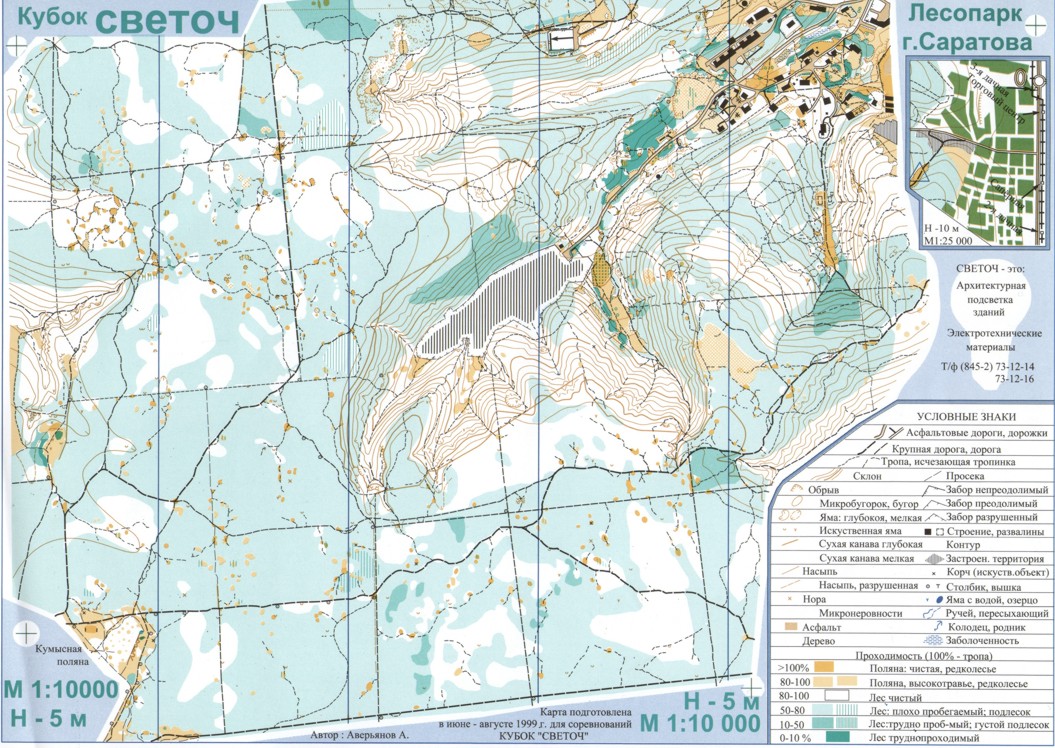 Кубок светоч
Лесопарк
г.Саратова
3-я дачная
Торговый центр
Н -10 м
М1:25 000
СВЕТОЧ - это:
Архитектурная
подсветка
зданий
Электротехнические
материалы
Т/ф (845-2) 73-12-14
73-12-16
УСЛОВНЫЕ ЗНАКИ
Асфальтовые дороги, дорожки
Крупная дорога, дорога
Тропа, исчезающая тропинка
Склон Просека
Обрыв Забор непреодолимый
Микробугорок, бугор Забор преодолимый
Яма: глубокоя, мелкая Забор разрушенный
Искуственная яма Строение, развалины
Сухая канава глубокая Контур
Сухая канава мелкая Застроен. территория
Насыпь Корч (искуств.объект)
Насыпь, разрушенная Столбик, вышка
Нора Яма с водой, озерцо
Микронеровности Ручей, пересыхающий
Асфальт Колодец, родник
Дерево Заболоченность
Проходимость (100% - тропа)
>100% Поляна: чистая, редколесье
80-100 Поляна, высокотравье, редколесье
80-100 Лес чистый
50-80 Лес: плохо пробегаемый; подлесок
10-50 Лес:трудно проб-мый; густой подлесок
0-10 % Лес труднопроходимый
Кумысная
поляна
М 1:10000
Н - 5 м
Автор : Аверьянов А.
Карта подготовлена
в июне - августе 1999 г. для соревнований
КУБОК "СВЕТОЧ"
Н - 5 м
М 1:10 000